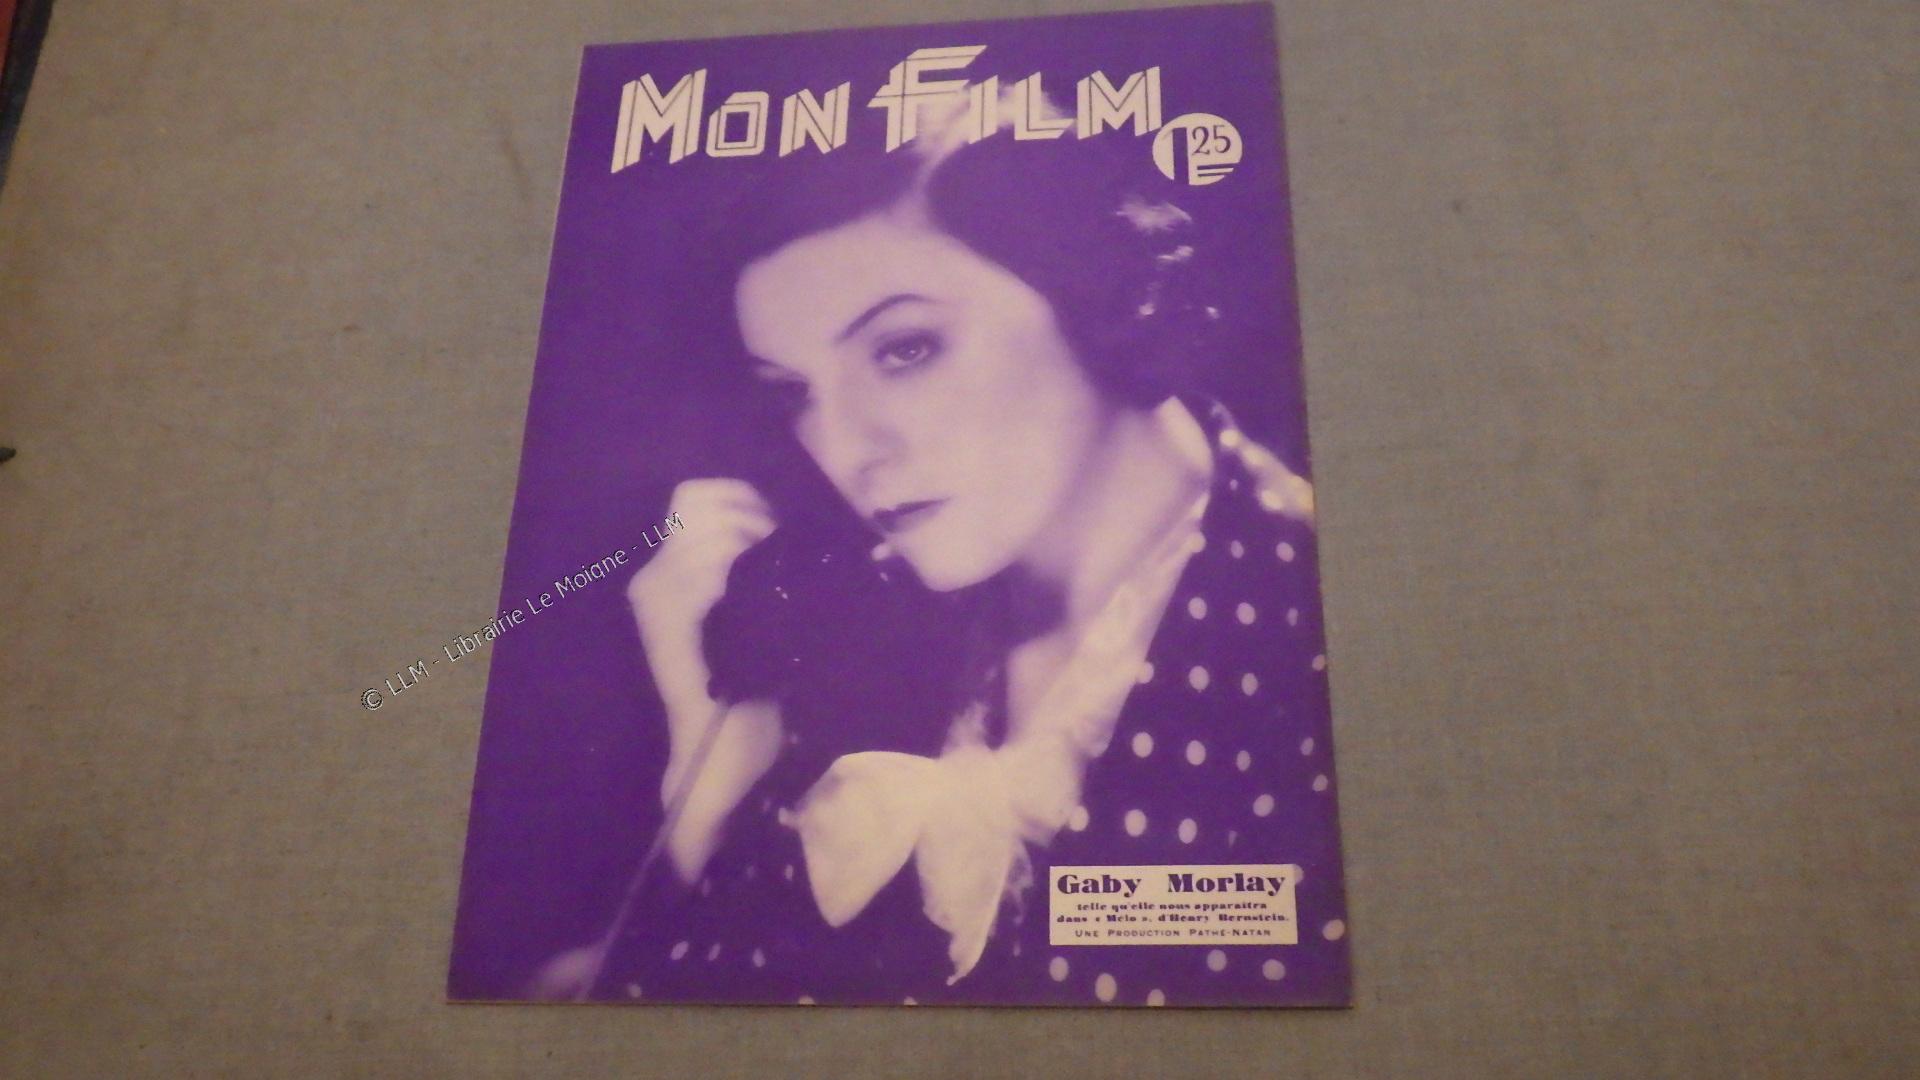 MON FILM
1 25
© LLM - Librairie Le Moigne - LLM
Gaby Morlay
telle qu'elle nous apparaitra
dans « Mélo », d'Henry Bernstein.
UNE PRODUCTION PATHÉ-NATAN